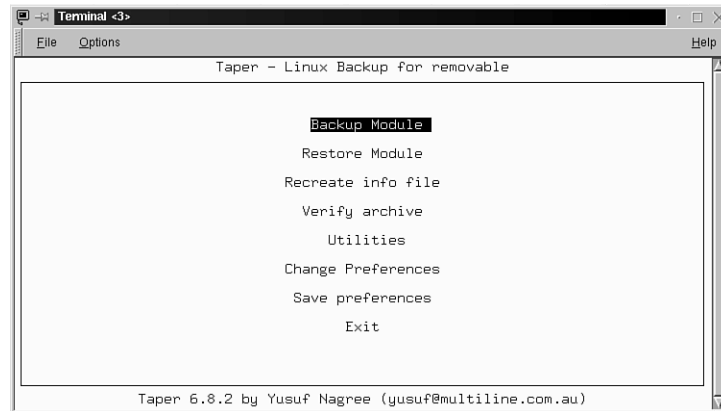 Terminal <3>
File Options Help
Taper - Linux Backup for removable
Backup Module
Restore Module
Recreate info file
Verify archive
Utilities
Change Preferences
Save preferences
Exit
Taper 6.8.2 by Yusuf Nagree (yusuf@multiline.com.au)